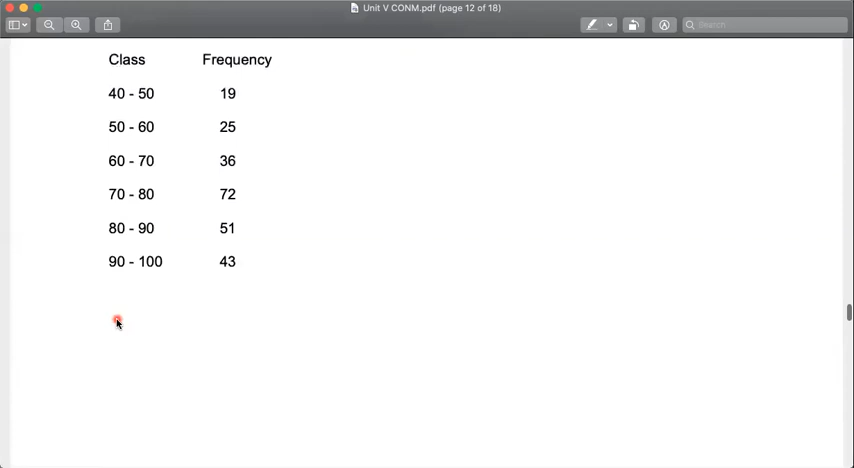 Unit V CONM.pdf (page 12 of 18)
Search
Class Frequency
40 - 50 19
50 - 60 25
60 - 70 36
70 - 80 72
80 - 90 51
90 - 100 43